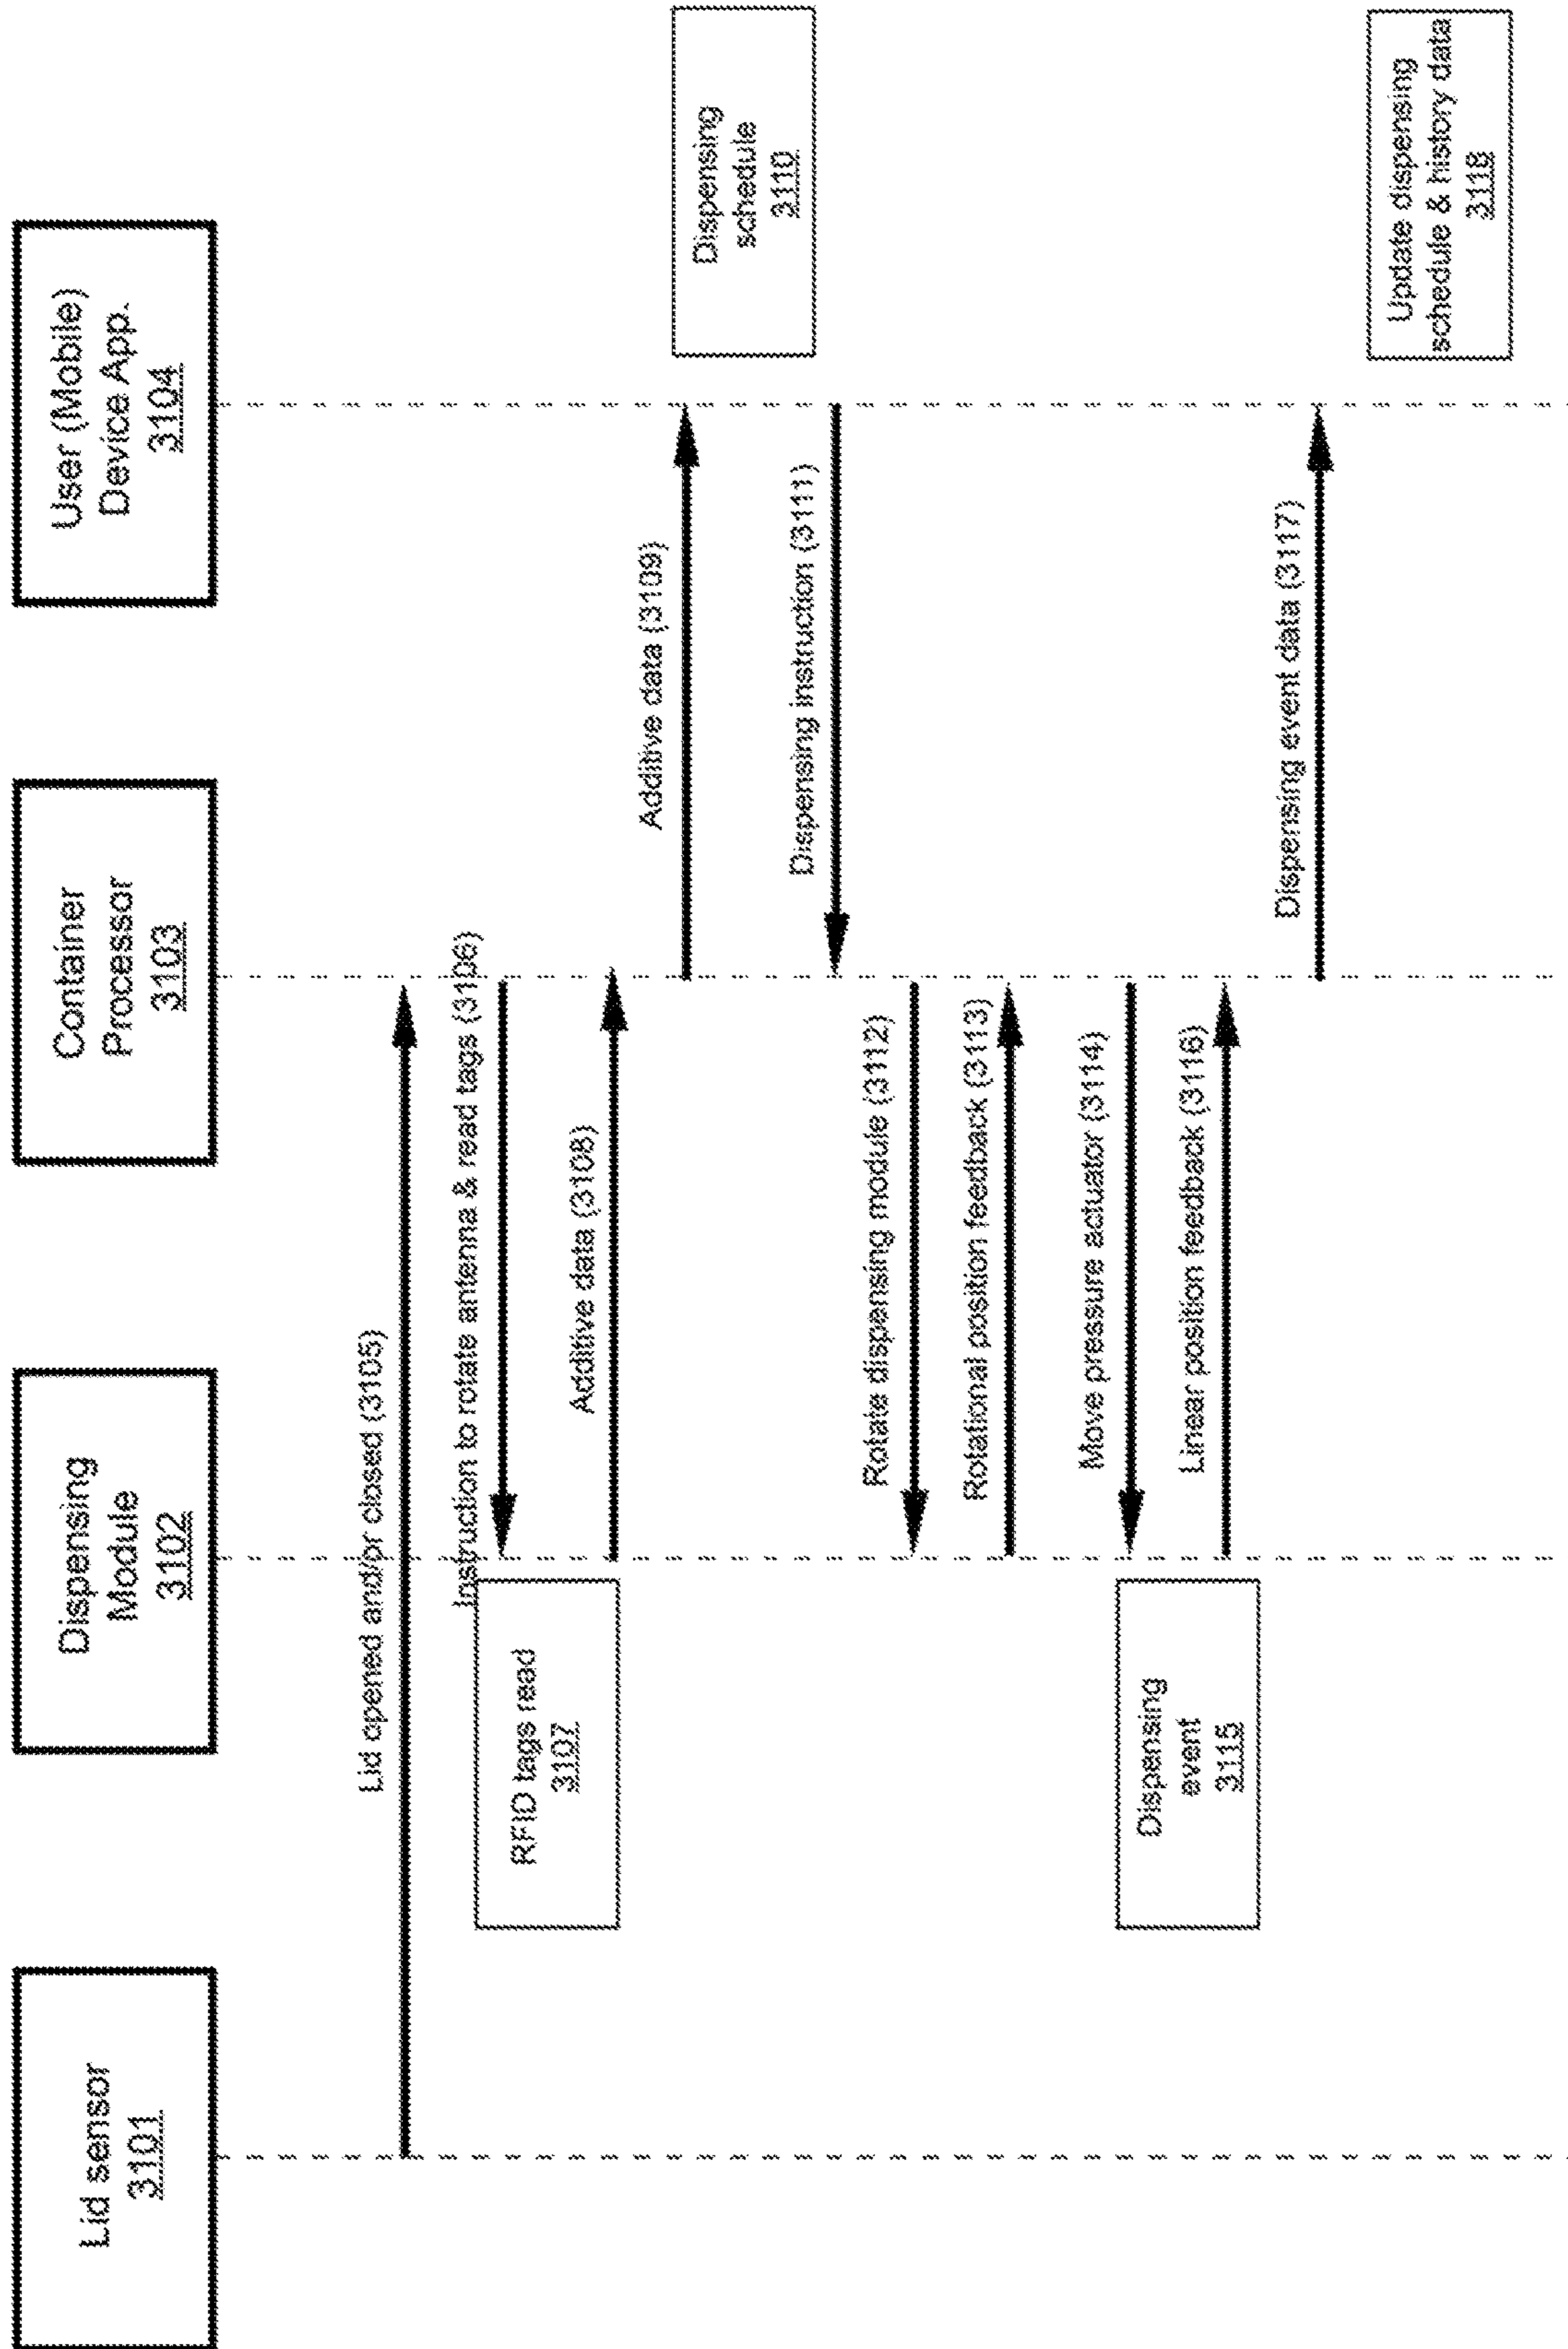 Lid sensor
3101
Dispensing
Module
3102
Container
Processor
3103
User (Mobile)
Device App.
3104
Lid opened and/or closed (3105)
Instruction to rotate antenna & read tags (3106)
RFID tags read
3107
Additive data (3108)
Additive data (3109)
Dispensing
schedule
3110
Dispensing instruction (3111)
Rotate dispensing module (3112)
Rotational position feedback (3113)
Move pressure actuator (3114)
Dispensing
event
3115
Linear position feedback (3116)
Dispensing event data (3117)
Update dispensing
schedule & history data
3118